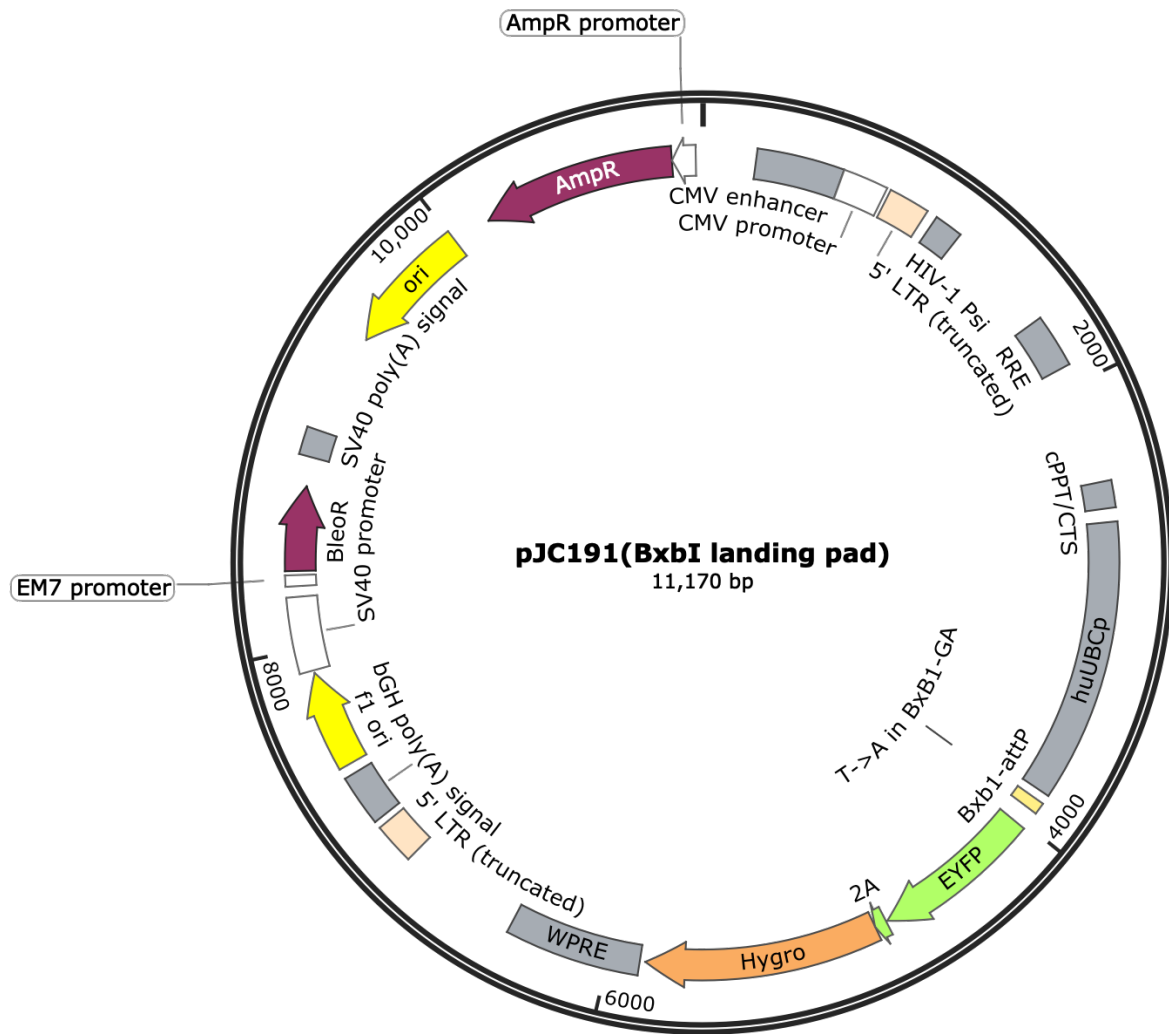 AmpR promoter
AmpR
CMV enhancer
CMV promoter
5' LTR (truncated)
HIV-1 Psi
RRE
2000
cPPT/CTS
huUBCp
Bxb1-attP
T->A in BxB1-GA
4000
EYFP
2A
Hygro
6000
WPRE
5' LTR (truncated)
bGH poly(A) signal
f1 ori
8000
SV40 promoter
EM7 promoter
BleoR
SV40 poly(A) signal
ori
10,000
pJC191(BxbI landing pad)
11,170 bp